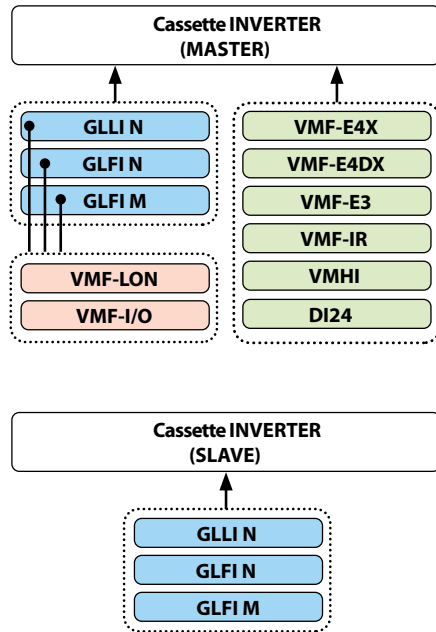 Cassette INVERTER
(MASTER)
GLLI N
GLFI N
GLFI M
VMF-LON
VMF-I/O
VMF-E4X
VMF-E4DX
VMF-E3
VMF-IR
VMHI
DI24
Cassette INVERTER
(SLAVE)
GLLI N
GLFI N
GLFI M